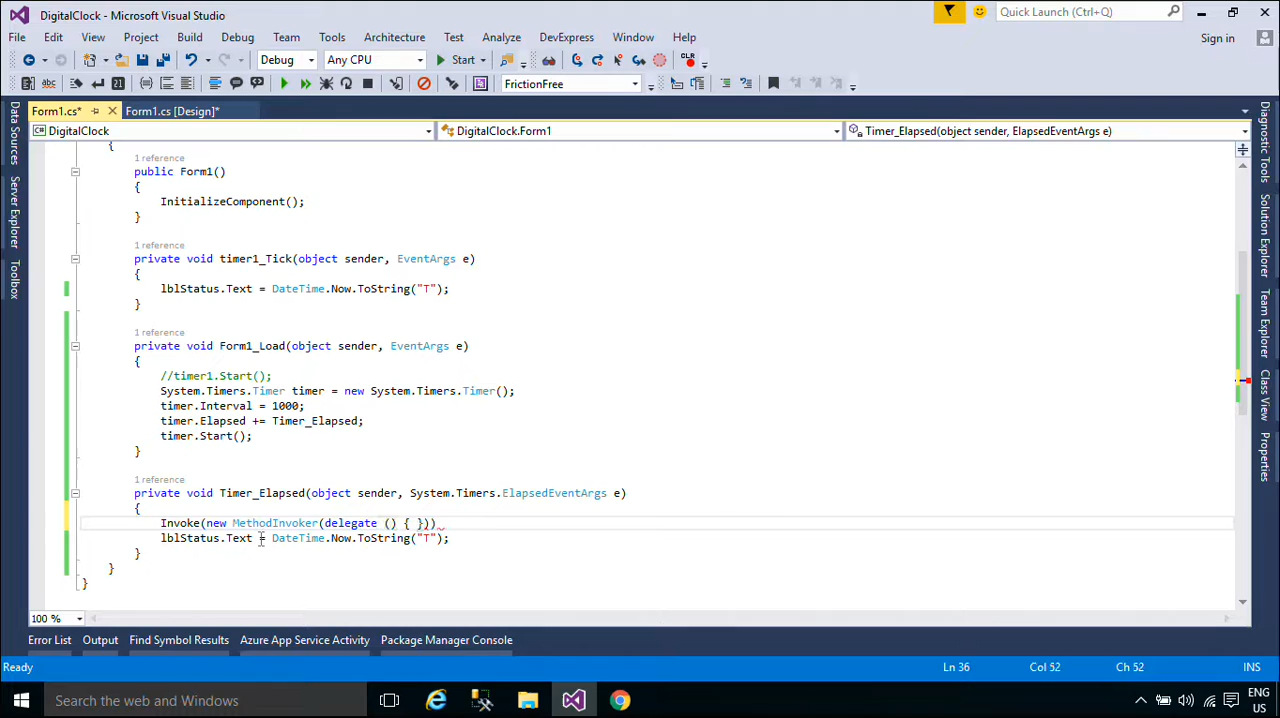 DigitalClock - Microsoft Visual Studio
Quick Launch (Ctrl+Q)
File Edit View Project Build Debug Team Tools Architecture Test Analyze DevExpress Window Help
Sign in
Debug Any CPU Start CLR
FrictionFree
Form1.cs* Form1.cs [Design]*
DigitalClock DigitalClock.Form1 Timer_Elapsed(object sender, ElapsedEventArgs e)
Data Sources
Server Explorer
Toolbox
{
1 reference
public Form1()
{
InitializeComponent();
}
1 reference
private void timer1_Tick(object sender, EventArgs e)
{
lblStatus.Text = DateTime.Now.ToString("T");
}
1 reference
private void Form1_Load(object sender, EventArgs e)
{
//timer1.Start();
System.Timers.Timer timer = new System.Timers.Timer();
timer.Interval = 1000;
timer.Elapsed += Timer_Elapsed;
timer.Start();
}
1 reference
private void Timer_Elapsed(object sender, System.Timers.ElapsedEventArgs e)
{
Invoke(new MethodInvoker(delegate () { }))
lblStatus.Text = DateTime.Now.ToString("T");
}
}
}
Diagnostic Tools
Solution Explorer
Team Explorer
Class View
Properties
100 %
Error List Output Find Symbol Results Azure App Service Activity Package Manager Console
Ready Ln 36 Col 52 Ch 52 INS
Search the web and Windows
ENG
US